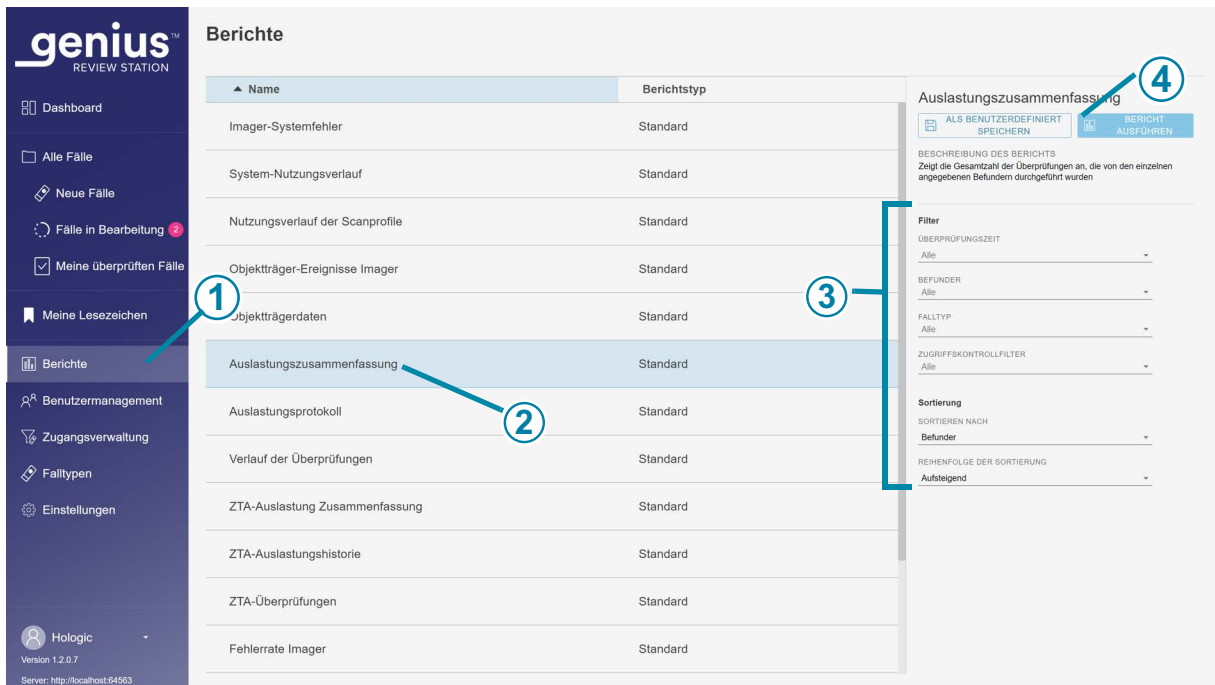 genius™
REVIEW STATION
Dashboard
Alle Fälle
Neue Fälle
Fälle in Bearbeitung 2
Meine überprüften Fälle
Meine Lesezeichen
Berichte
Benutzermanagement
Zugangsverwaltung
Falltypen
Einstellungen
Hologic
Version 1.2.0.7
Server: http://localhost:64563
Berichte
Name Berichtstyp
Imager-Systemfehler Standard
System-Nutzungsverlauf Standard
Nutzungsverlauf der Scanprofile Standard
Objektträger-Ereignisse Imager Standard
Objektträgerdaten Standard
Auslastungszusammenfassung Standard
Auslastungsprotokoll Standard
Verlauf der Überprüfungen Standard
ZTA-Auslastung Zusammenfassung Standard
ZTA-Auslastungshistorie Standard
ZTA-Überprüfungen Standard
Fehlerrate Imager Standard
1
2
3
4
Auslastungszusammenfassung
ALS BENUTZERDEFINIERT
SPEICHERN
BERICHT
AUSFÜHREN
BESCHREIBUNG DES BERICHTS
Zeigt die Gesamtzahl der Überprüfungen an, die von den einzelnen
angegebenen Befundern durchgeführt wurden
Filter
ÜBERPRÜFUNGSZEIT
Alle
BEFUNDER
Alle
FALLTYP
Alle
ZUGRIFFSKONTROLLFILTER
Alle
Sortierung
SORTIEREN NACH
Befunder
REIHENFOLGE DER SORTIERUNG
Aufsteigend